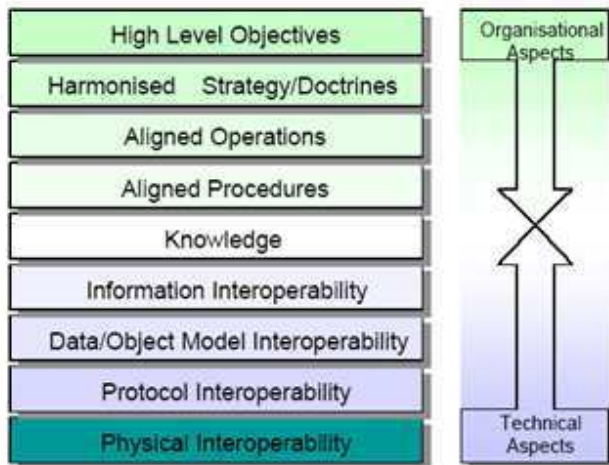 High Level Objectives
Harmonised Strategy/Doctrines
Aligned Operations
Aligned Procedures
Knowledge
Information Interoperability
Data/Object Model Interoperability
Protocol Interoperability
Physical Interoperability
Organisational
Aspects
Technical
Aspects